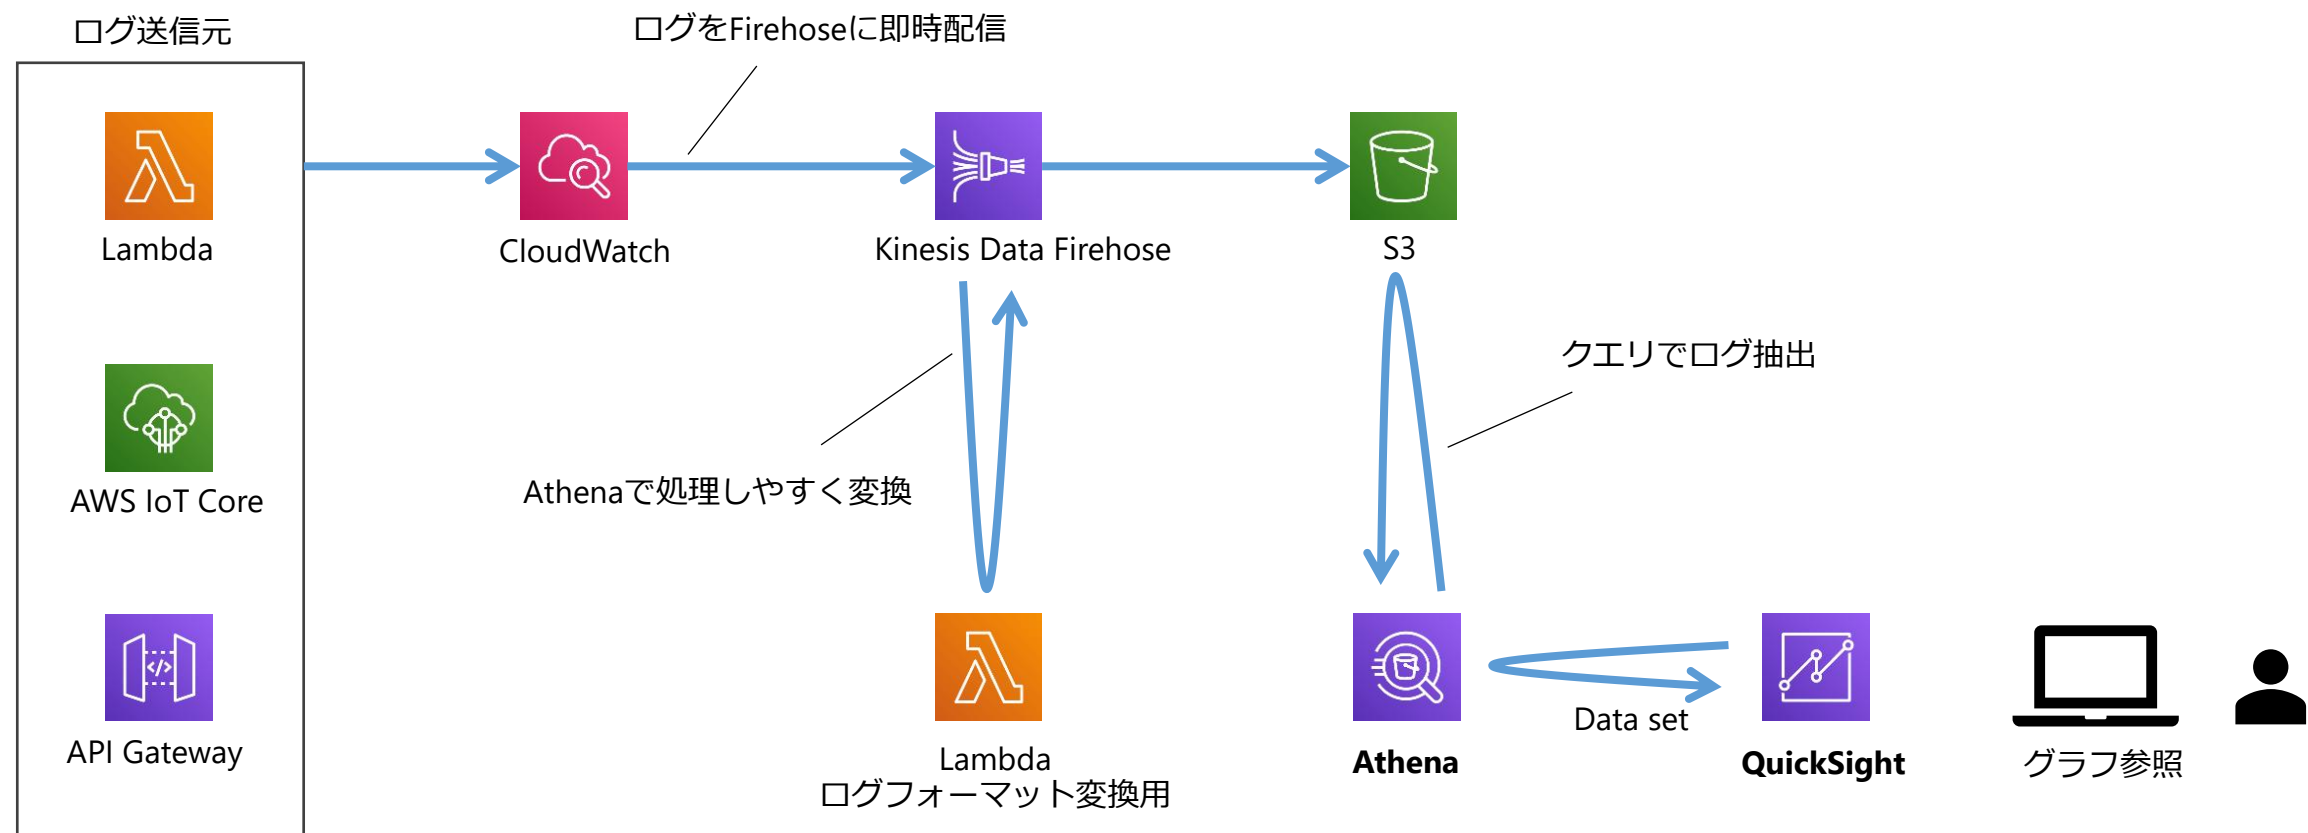 ログ送信元
ログをFirehoseに即時配信
Lambda
CloudWatch
Kinesis Data Firehose
S3
クエリでログ抽出
AWS IoT Core
Athenaで処理しやすく変換
API Gateway
Lambda
ログフォーマット変換用
Athena
Data set
QuickSight
グラフ参照